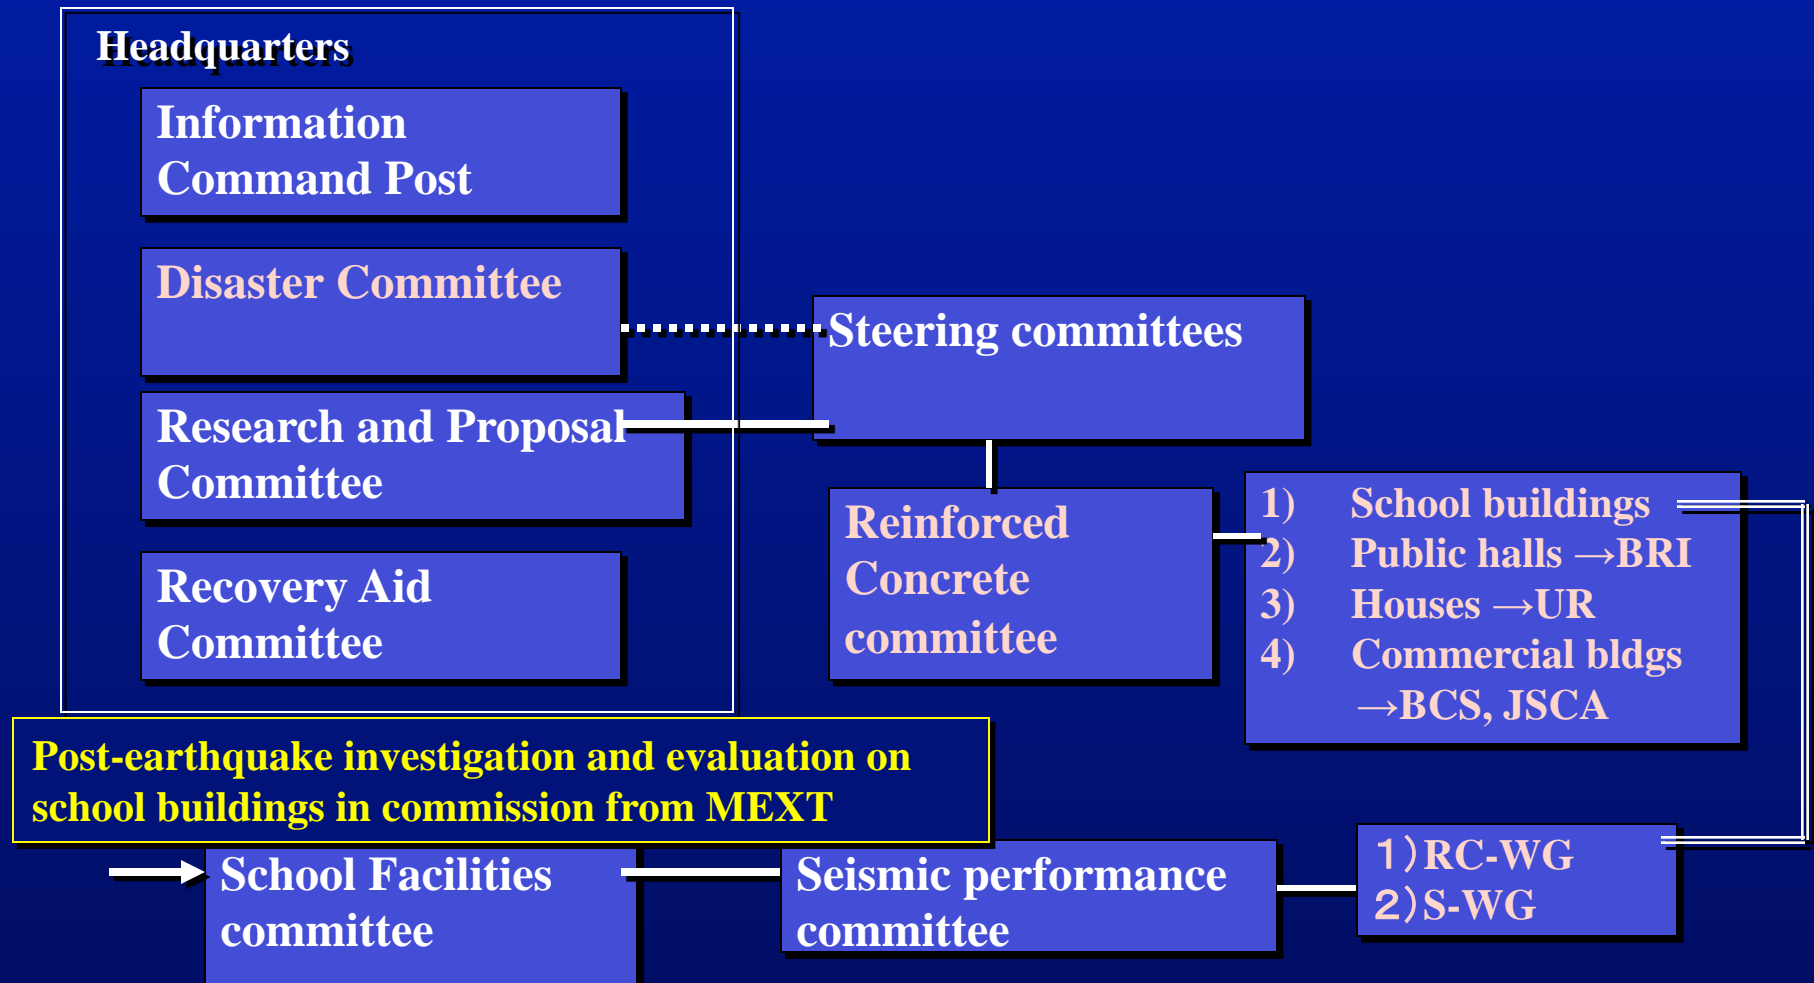 Headquarters
Information
Command Post
Disaster Committee
Research and Proposal
Committee
Recovery Aid
Committee
Steering committees
Reinforced
Concrete
committee
1) School buildings
2) Public halls →BRI
3) Houses →UR
4) Commercial bldgs
→BCS, JSCA
Post-earthquake investigation and evaluation on
school buildings in commission from MEXT
School Facilities
committee
Seismic performance
committee
1)RC-WG
2)S-WG